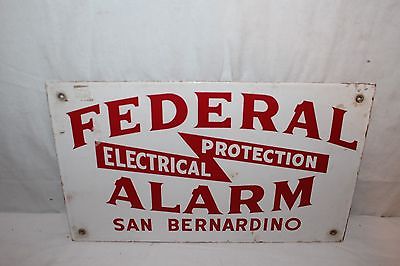 FEDERAL
ELECTRICAL PROTECTION
ALARM
SAN BERNARDINO